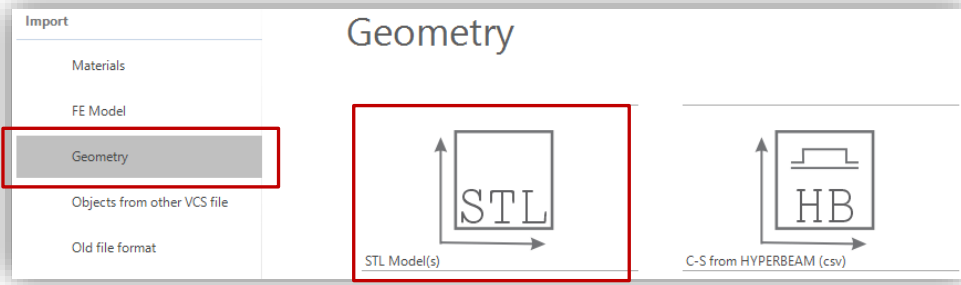 Import
Materials
FE Model
Geometry
Objects from other VCS file
Old file format
Geometry
STL
STL Model(s)
HB
C-S from HYPERBEAM (csv)